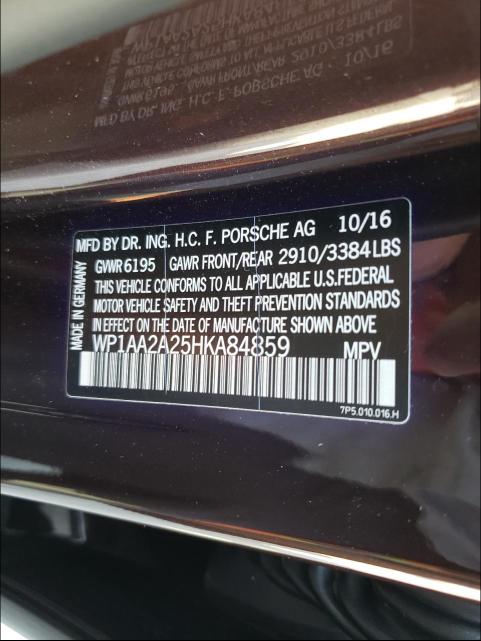 MFD BY DR. ING. H.C. F. PORSCHE AG 10/16
GVWR 6195 GAWR FRONT/REAR 2910/3384 LBS
THIS VEHICLE CONFORMS TO ALL APPLICABLE U.S. FEDERAL
MOTOR VEHICLE SAFETY AND THEFT PREVENTION STANDARDS
IN EFFECT ON THE DATE OF MANUFACTURE SHOWN ABOVE
WP1AA2A25HKA84859 MPV
MADE IN GERMANY
7P5.010.016.H